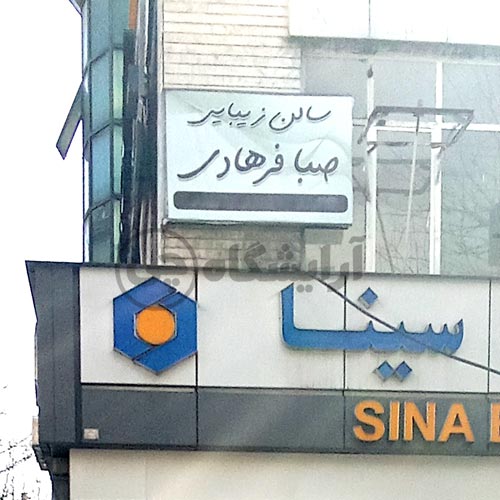 سالن زیبایی
صبا فرهادی
آرایشگاه
سینا
SINA